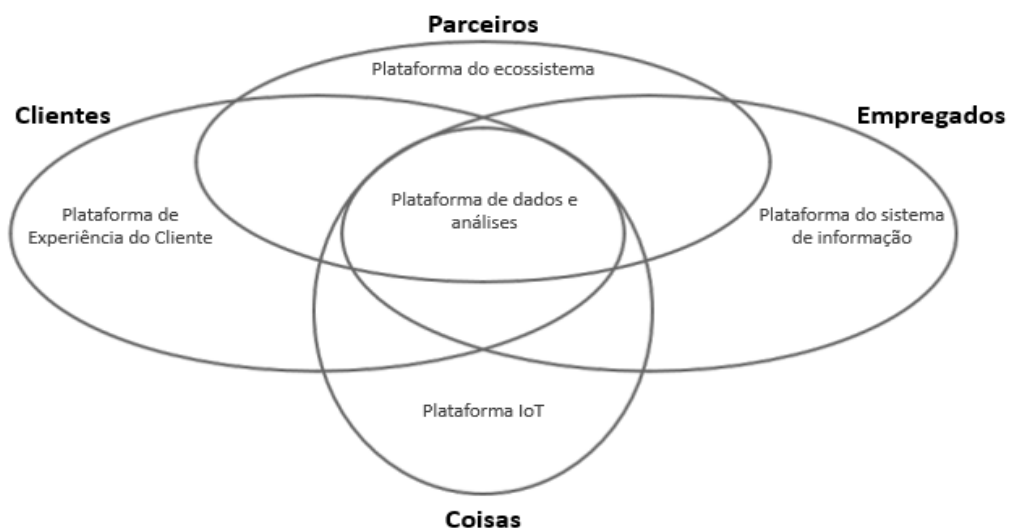 Parceiros
Plataforma do ecossistema
Clientes
Empregados
Plataforma de
Experiência do Cliente
Plataforma de dados e
análises
Plataforma do sistema
de informação
Plataforma IoT
Coisas